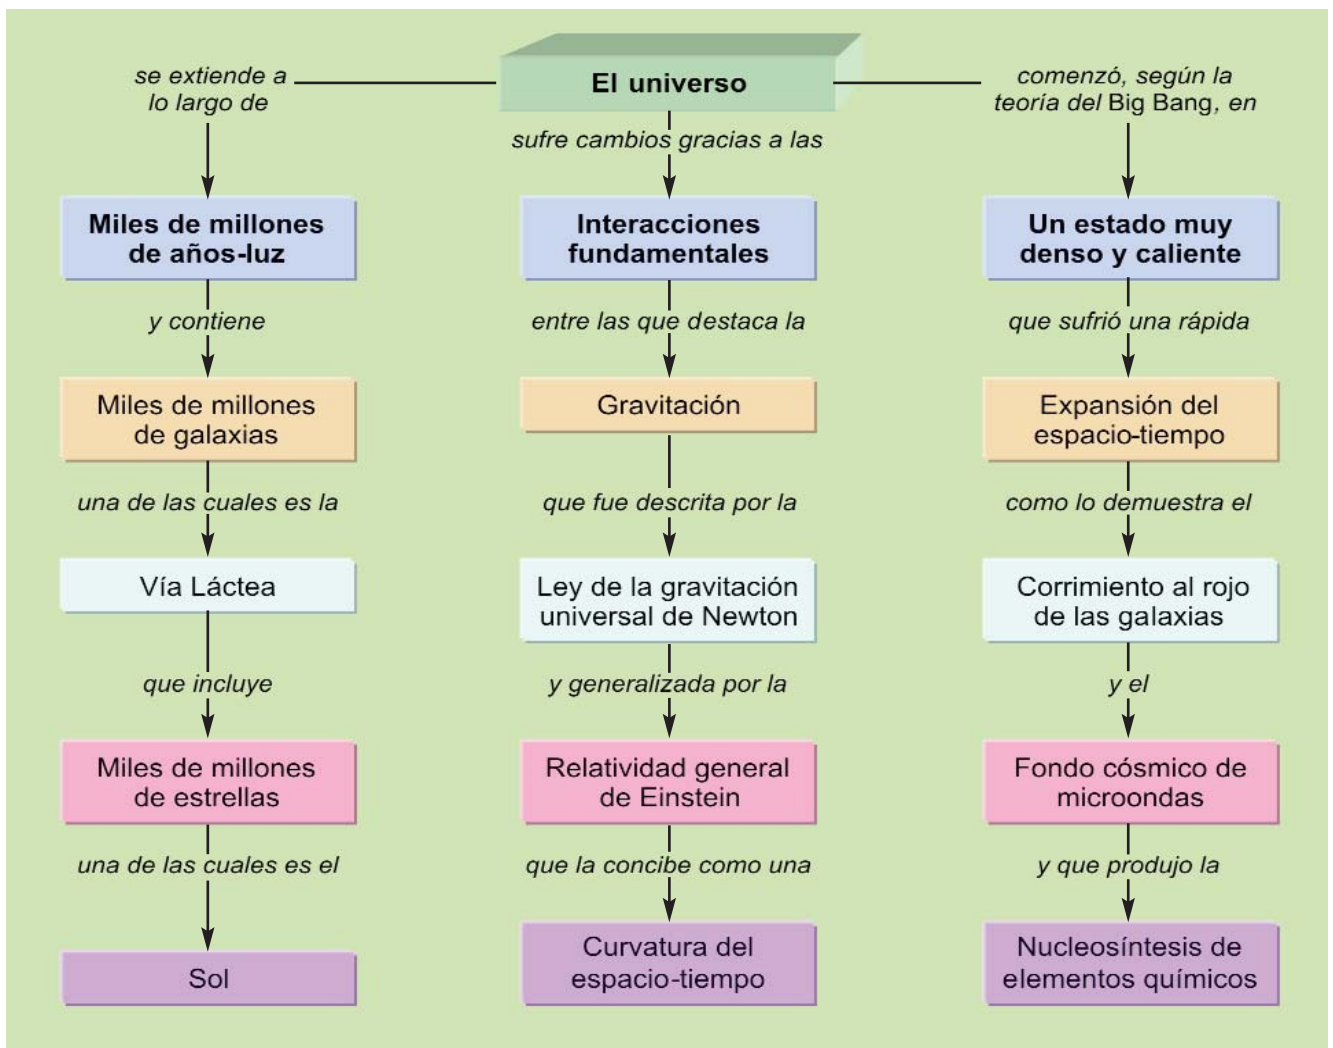 El universo
se extiende a
lo largo de
Miles de millones
de años-luz
y contiene
Miles de millones
de galaxias
una de las cuales es la
Vía Láctea
que incluye
Miles de millones
de estrellas
una de las cuales es el
Sol
sufre cambios gracias a las
Interacciones
fundamentales
entre las que destaca la
Gravitación
que fue descrita por la
Ley de la gravitación
universal de Newton
y generalizada por la
Relatividad general
de Einstein
que la concibe como una
Curvatura del
espacio-tiempo
comenzó, según la
teoría del Big Bang, en
Un estado muy
denso y caliente
que sufrió una rápida
Expansión del
espacio-tiempo
como lo demuestra el
Corrimiento al rojo
de las galaxias
y el
Fondo cósmico de
microondas
y que produjo la
Nucleosíntesis de
elementos químicos